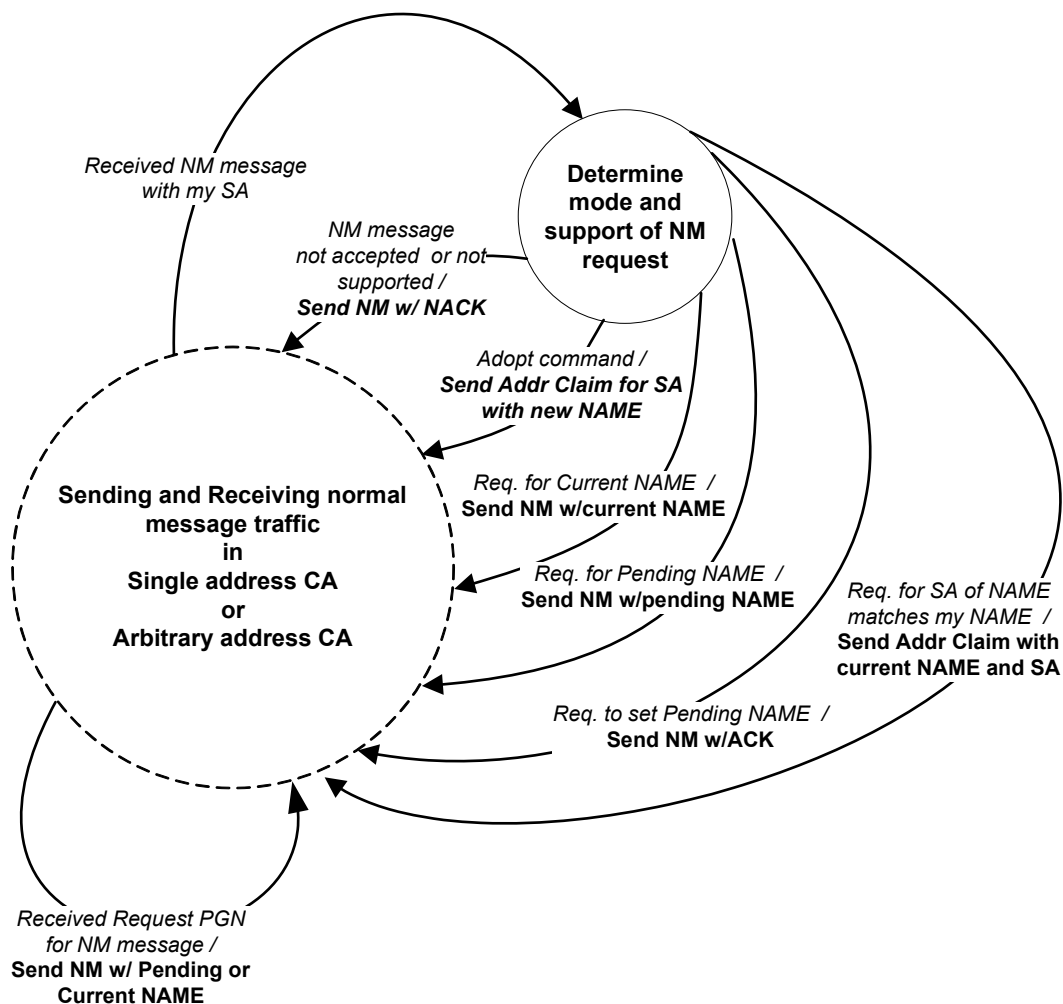 Received NM message
with my SA
Determine
mode and
support of NM
request
NM message
not accepted or not
supported /
Send NM w/ NACK
Adopt command /
Send Addr Claim for SA
with new NAME
Sending and Receiving normal
message traffic
in
Single address CA
or
Arbitrary address CA
Req. for Current NAME /
Send NM w/current NAME
Req. for Pending NAME /
Send NM w/pending NAME
Req. for SA of NAME
matches my NAME /
Send Addr Claim with
current NAME and SA
Req. to set Pending NAME /
Send NM w/ACK
Received Request PGN
for NM message /
Send NM w/ Pending or
Current NAME